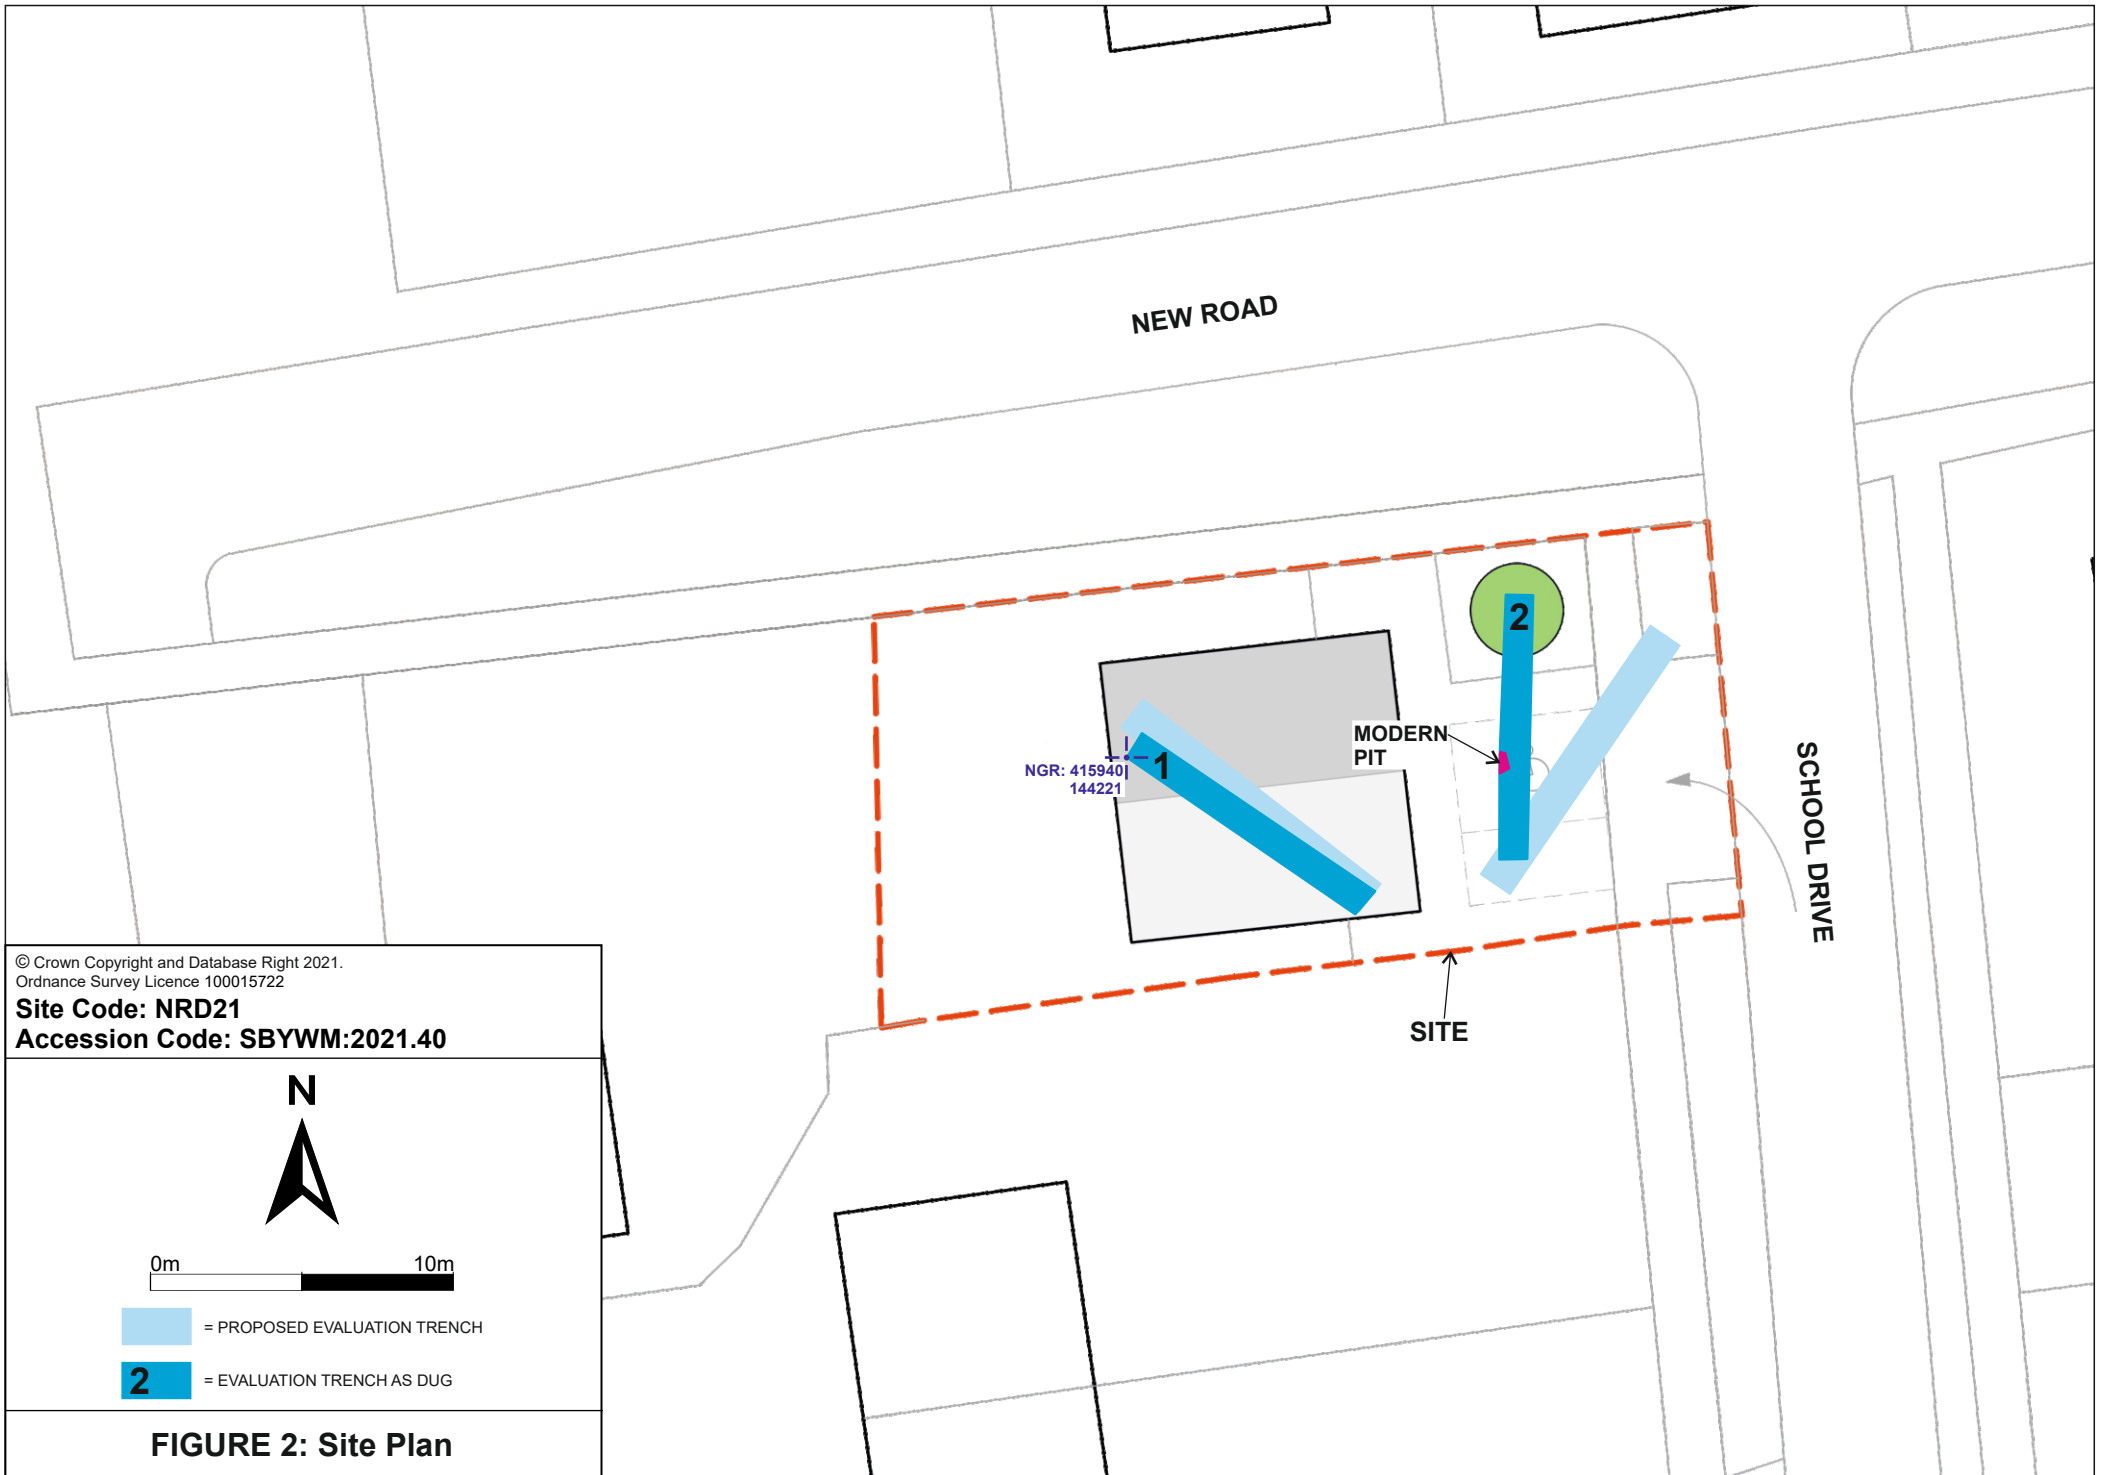 NEW ROAD
2
MODERN
PIT
1
NGR: 415940
144221
SCHOOL DRIVE
SITE
© Crown Copyright and Database Right 2021.
Ordnance Survey Licence 100015722
Site Code: NRD21
Accession Code: SBYWM:2021.40
N
0m 10m
= PROPOSED EVALUATION TRENCH
2 = EVALUATION TRENCH AS DUG
FIGURE 2: Site Plan